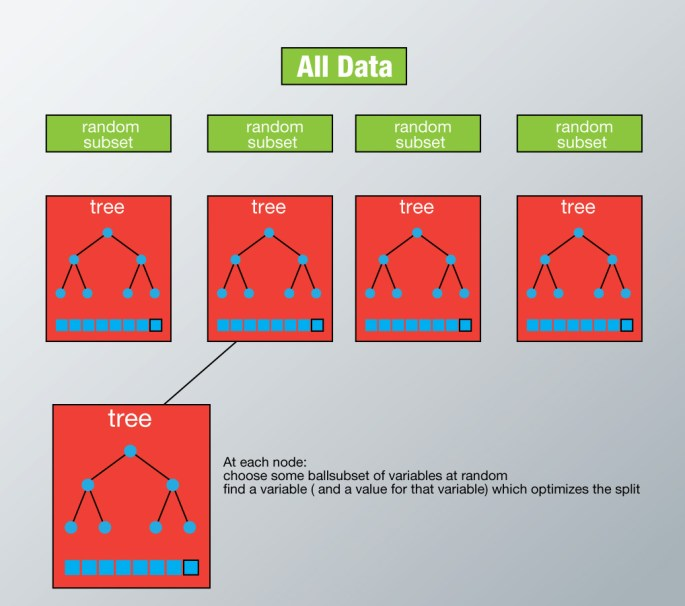 All Data
random
subset
random
subset
random
subset
random
subset
tree
tree
tree
tree
tree
At each node:
choose some ballsubset of variables at random
find a variable ( and a value for that variable) which optimizes the split